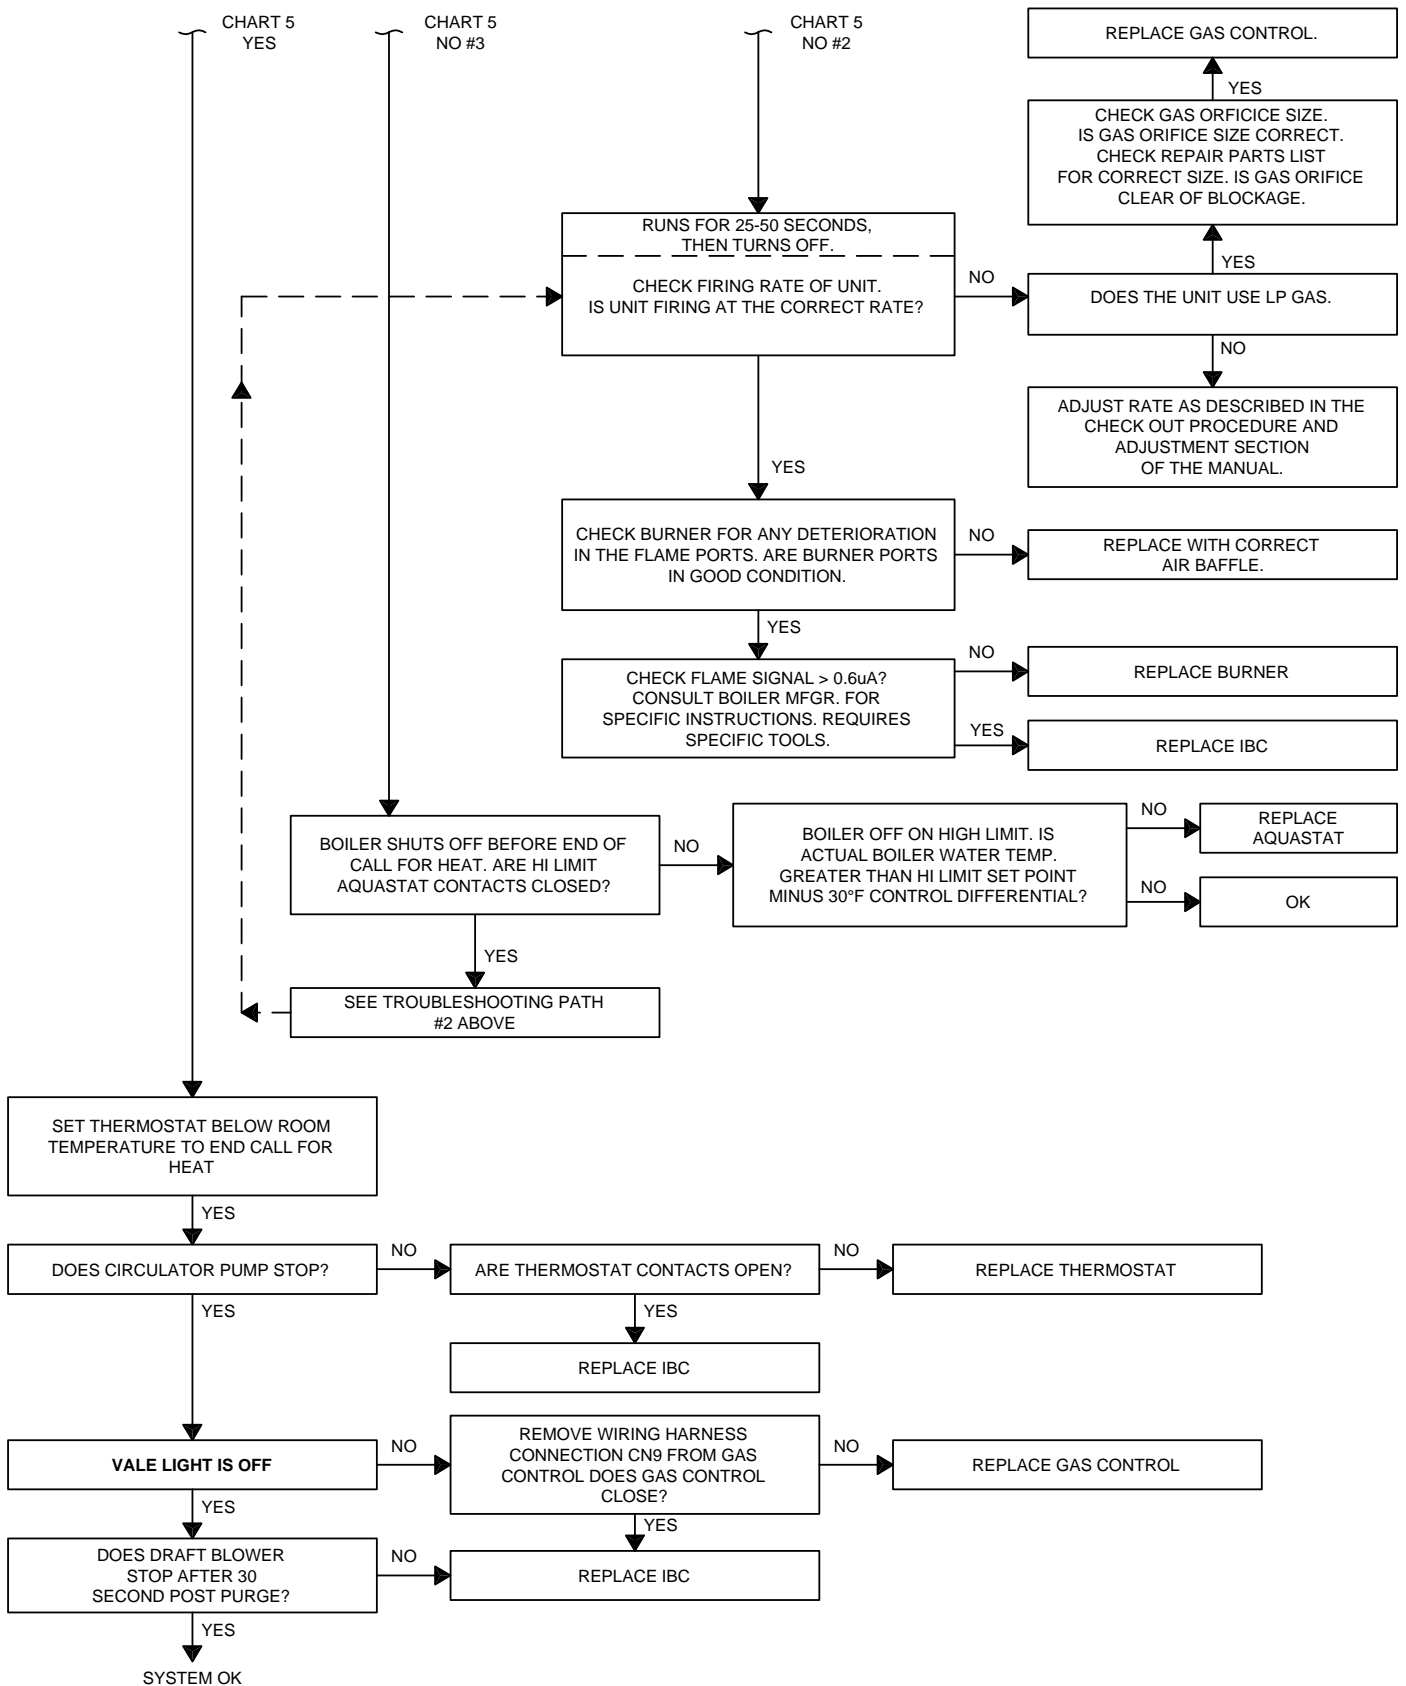 CHART 5
YES
CHART 5
NO #3
CHART 5
NO #2
REPLACE GAS CONTROL.
YES
CHECK GAS ORFICICE SIZE.
IS GAS ORIFICE SIZE CORRECT.
CHECK REPAIR PARTS LIST
FOR CORRECT SIZE. IS GAS ORIFICE
CLEAR OF BLOCKAGE.
YES
RUNS FOR 25-50 SECONDS,
THEN TURNS OFF.
CHECK FIRING RATE OF UNIT.
IS UNIT FIRING AT THE CORRECT RATE?
NO
DOES THE UNIT USE LP GAS.
NO
ADJUST RATE AS DESCRIBED IN THE
CHECK OUT PROCEDURE AND
ADJUSTMENT SECTION
OF THE MANUAL.
YES
CHECK BURNER FOR ANY DETERIORATION
IN THE FLAME PORTS. ARE BURNER PORTS
IN GOOD CONDITION.
NO
REPLACE WITH CORRECT
AIR BAFFLE.
YES
CHECK FLAME SIGNAL > 0.6uA?
CONSULT BOILER MFGR. FOR
SPECIFIC INSTRUCTIONS. REQUIRES
SPECIFIC TOOLS.
NO
REPLACE BURNER
YES
REPLACE IBC
BOILER SHUTS OFF BEFORE END OF
CALL FOR HEAT. ARE HI LIMIT
AQUASTAT CONTACTS CLOSED?
NO
BOILER OFF ON HIGH LIMIT. IS
ACTUAL BOILER WATER TEMP.
GREATER THAN HI LIMIT SET POINT
MINUS 30°F CONTROL DIFFERENTIAL?
NO
REPLACE
AQUASTAT
NO
OK
YES
SEE TROUBLESHOOTING PATH
#2 ABOVE
SET THERMOSTAT BELOW ROOM
TEMPERATURE TO END CALL FOR
HEAT
YES
DOES CIRCULATOR PUMP STOP?
NO
ARE THERMOSTAT CONTACTS OPEN?
NO
REPLACE THERMOSTAT
YES
YES
REPLACE IBC
VALE LIGHT IS OFF
NO
REMOVE WIRING HARNESS
CONNECTION CN9 FROM GAS
CONTROL DOES GAS CONTROL
CLOSE?
NO
REPLACE GAS CONTROL
YES
YES
DOES DRAFT BLOWER
STOP AFTER 30
SECOND POST PURGE?
NO
REPLACE IBC
YES
SYSTEM OK